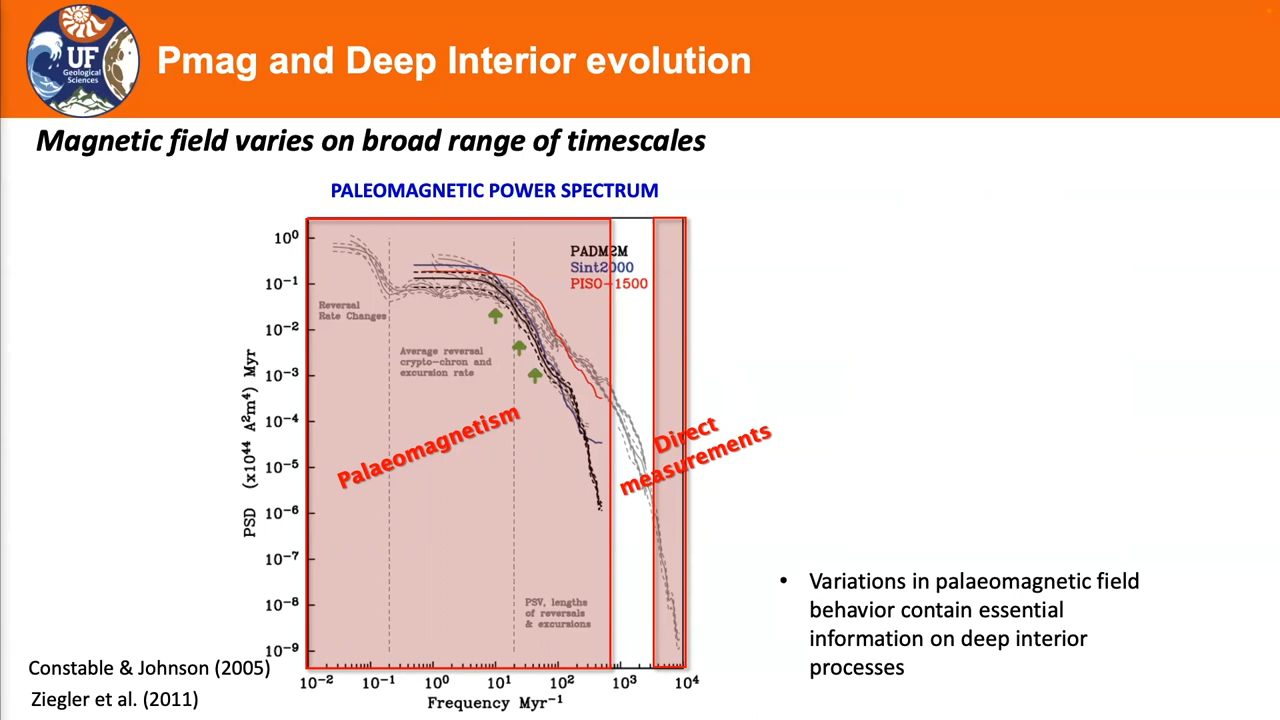 UF
Geological
Sciences
Pmag and Deep Interior evolution
Magnetic field varies on broad range of timescales
PALEOMAGNETIC POWER SPECTRUM
PADM2M
Sint2000
PISO-1500
10⁰
10⁻¹
10⁻²
10⁻³
10⁻⁴
10⁻⁵
10⁻⁶
10⁻⁷
10⁻⁸
10⁻⁹
PSD (x10⁴⁴ A²m⁴) Myr
Reversal
Rate Changes
Average reversal
crypto-chron and
excursion rate
Palaeomagnetism
Direct
measurements
PSV, lengths
of reversals
& excursions
10⁻² 10⁻¹ 10⁰ 10¹ 10² 10³ 10⁴
Frequency Myr⁻¹
• Variations in palaeomagnetic field
behavior contain essential
information on deep interior
processes
Constable & Johnson (2005)
Ziegler et al. (2011)